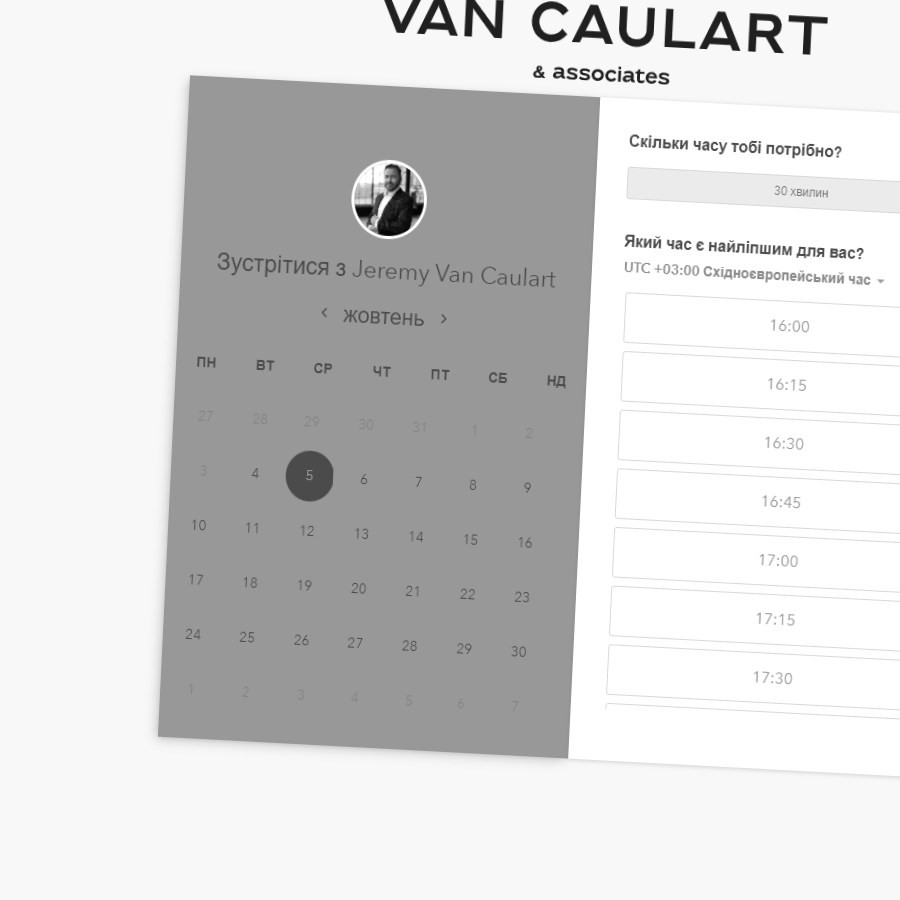 VAN CAULART
& associates
Зустрітися з Jeremy Van Caulart
‹ жовтень ›
ПН ВТ СР ЧТ ПТ СБ НД
27 28 29 30 31 1 2
3 4 5 6 7 8 9
10 11 12 13 14 15 16
17 18 19 20 21 22 23
24 25 26 27 28 29 30
1 2 3 4 5 6 7
Скільки часу тобі потрібно?
30 хвилин
Який час є найліпшим для вас?
UTC +03:00 Східноєвропейський час
16:00
16:15
16:30
16:45
17:00
17:15
17:30